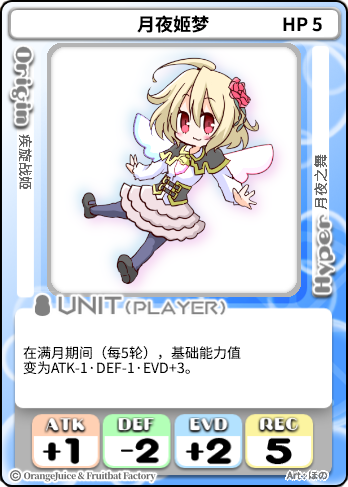 月夜姬梦 HP 5
Origin
疾旋战姬
Hyper 月夜之舞
UNIT (PLAYER)
在满月期间（每5轮），基础能力值
变为ATK-1·DEF-1·EVD+3。
ATK DEF EVD REC
+1 -2 +2 5
© OrangeJuice & Fruitbat Factory Art：ほの